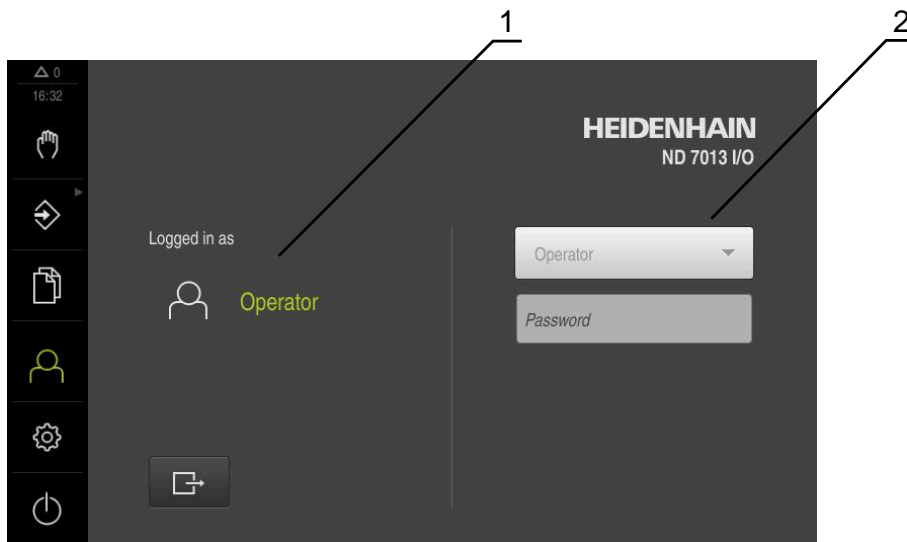 1
2
0
16:32
HEIDENHAIN
ND 7013 I/O
Logged in as
Operator
Operator
Password